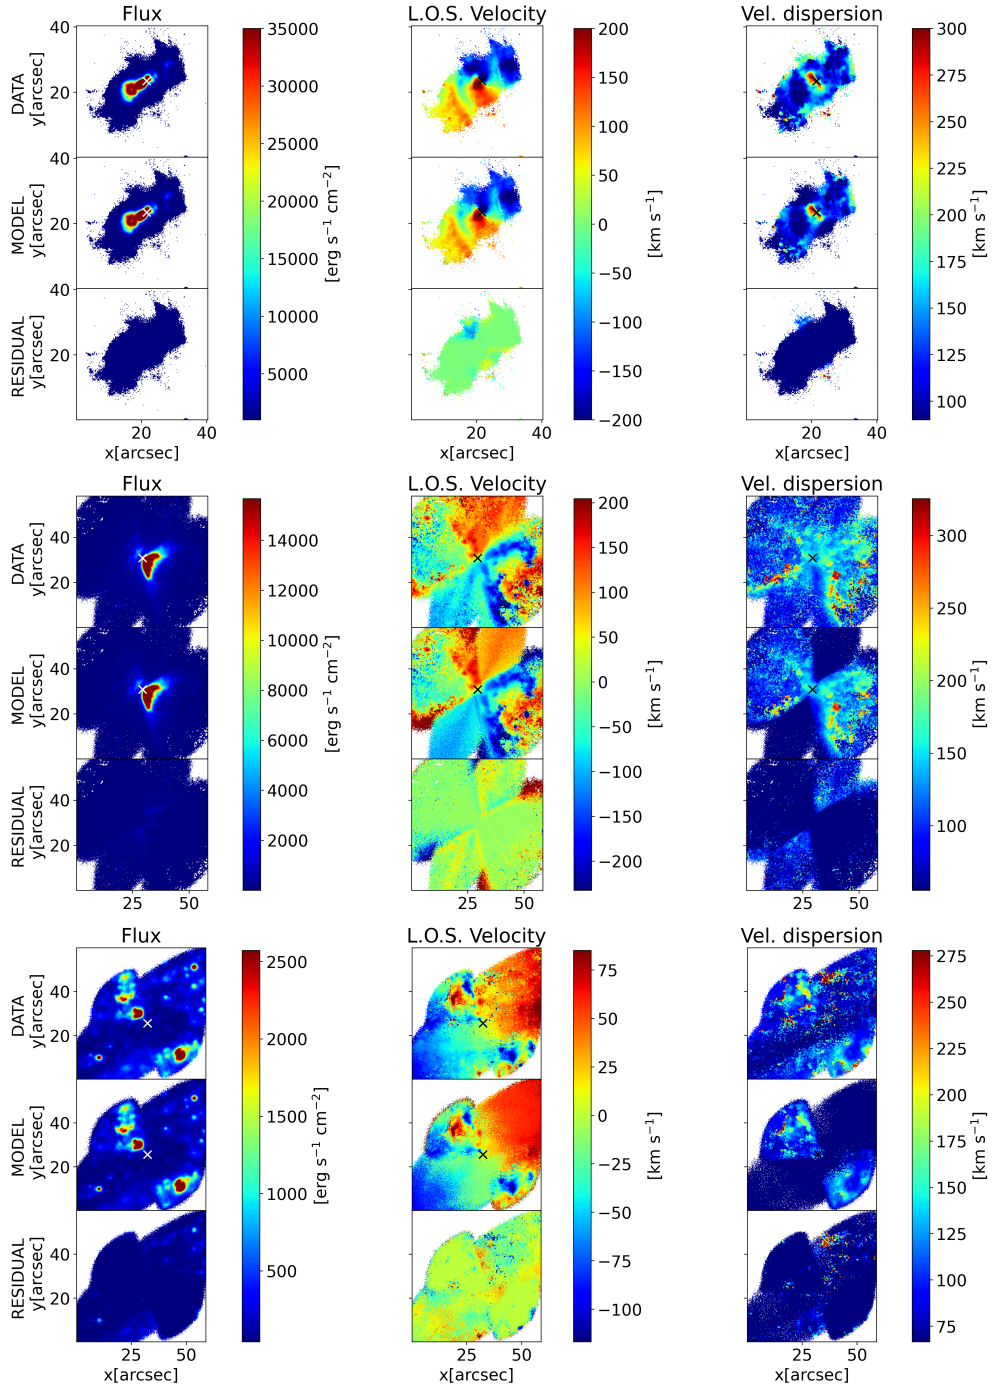 Flux L.O.S. Velocity Vel. dispersion
DATA
y[arcsec]
40
20
MODEL
y[arcsec]
40
20
RESIDUAL
y[arcsec]
40
20
20 40 20 40 20 40
x[arcsec] x[arcsec] x[arcsec]
35000
30000
25000
20000
15000
10000
5000
[erg s⁻¹ cm⁻²]
200
150
100
50
0
−50
−100
−150
−200
[km s⁻¹]
300
275
250
225
200
175
150
125
100
[km s⁻¹]
Flux L.O.S. Velocity Vel. dispersion
DATA
y[arcsec]
40
20
MODEL
y[arcsec]
40
20
RESIDUAL
y[arcsec]
40
20
25 50 25 50 25 50
14000
12000
10000
8000
6000
4000
2000
[erg s⁻¹ cm⁻²]
200
150
100
50
0
−50
−100
−150
−200
[km s⁻¹]
300
250
200
150
100
[km s⁻¹]
Flux L.O.S. Velocity Vel. dispersion
DATA
y[arcsec]
40
20
MODEL
y[arcsec]
40
20
RESIDUAL
y[arcsec]
40
20
25 50 25 50 25 50
x[arcsec] x[arcsec] x[arcsec]
2500
2000
1500
1000
500
[erg s⁻¹ cm⁻²]
75
50
25
0
−25
−50
−75
−100
[km s⁻¹]
275
250
225
200
175
150
125
100
75
[km s⁻¹]